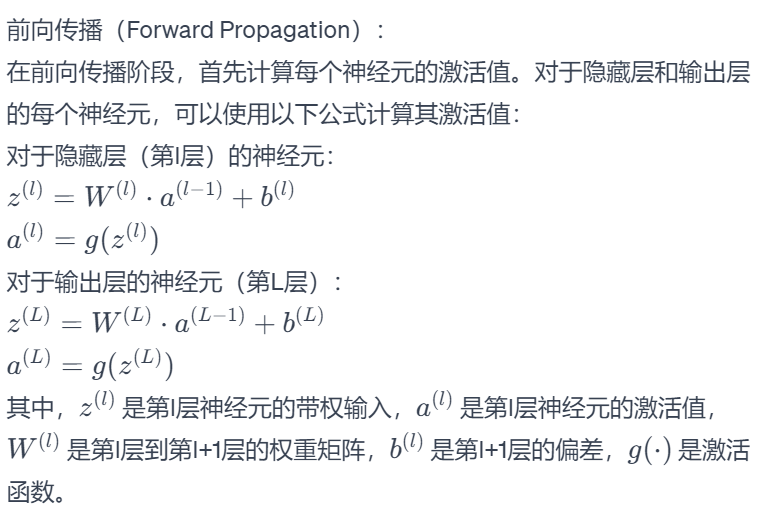 前向传播（Forward Propagation）：
在前向传播阶段，首先计算每个神经元的激活值。对于隐藏层和输出层
的每个神经元，可以使用以下公式计算其激活值：
对于隐藏层（第l层）的神经元：
z^{(l)} = W^{(l)} · a^{(l−1)} + b^{(l)}
a^{(l)} = g(z^{(l)})
对于输出层的神经元（第L层）：
z^{(L)} = W^{(L)} · a^{(L−1)} + b^{(L)}
a^{(L)} = g(z^{(L)})
其中，z^{(l)} 是第l层神经元的带权输入，a^{(l)} 是第l层神经元的激活值，
W^{(l)} 是第l层到第l+1层的权重矩阵，b^{(l)} 是第l+1层的偏差，g(·) 是激活
函数。